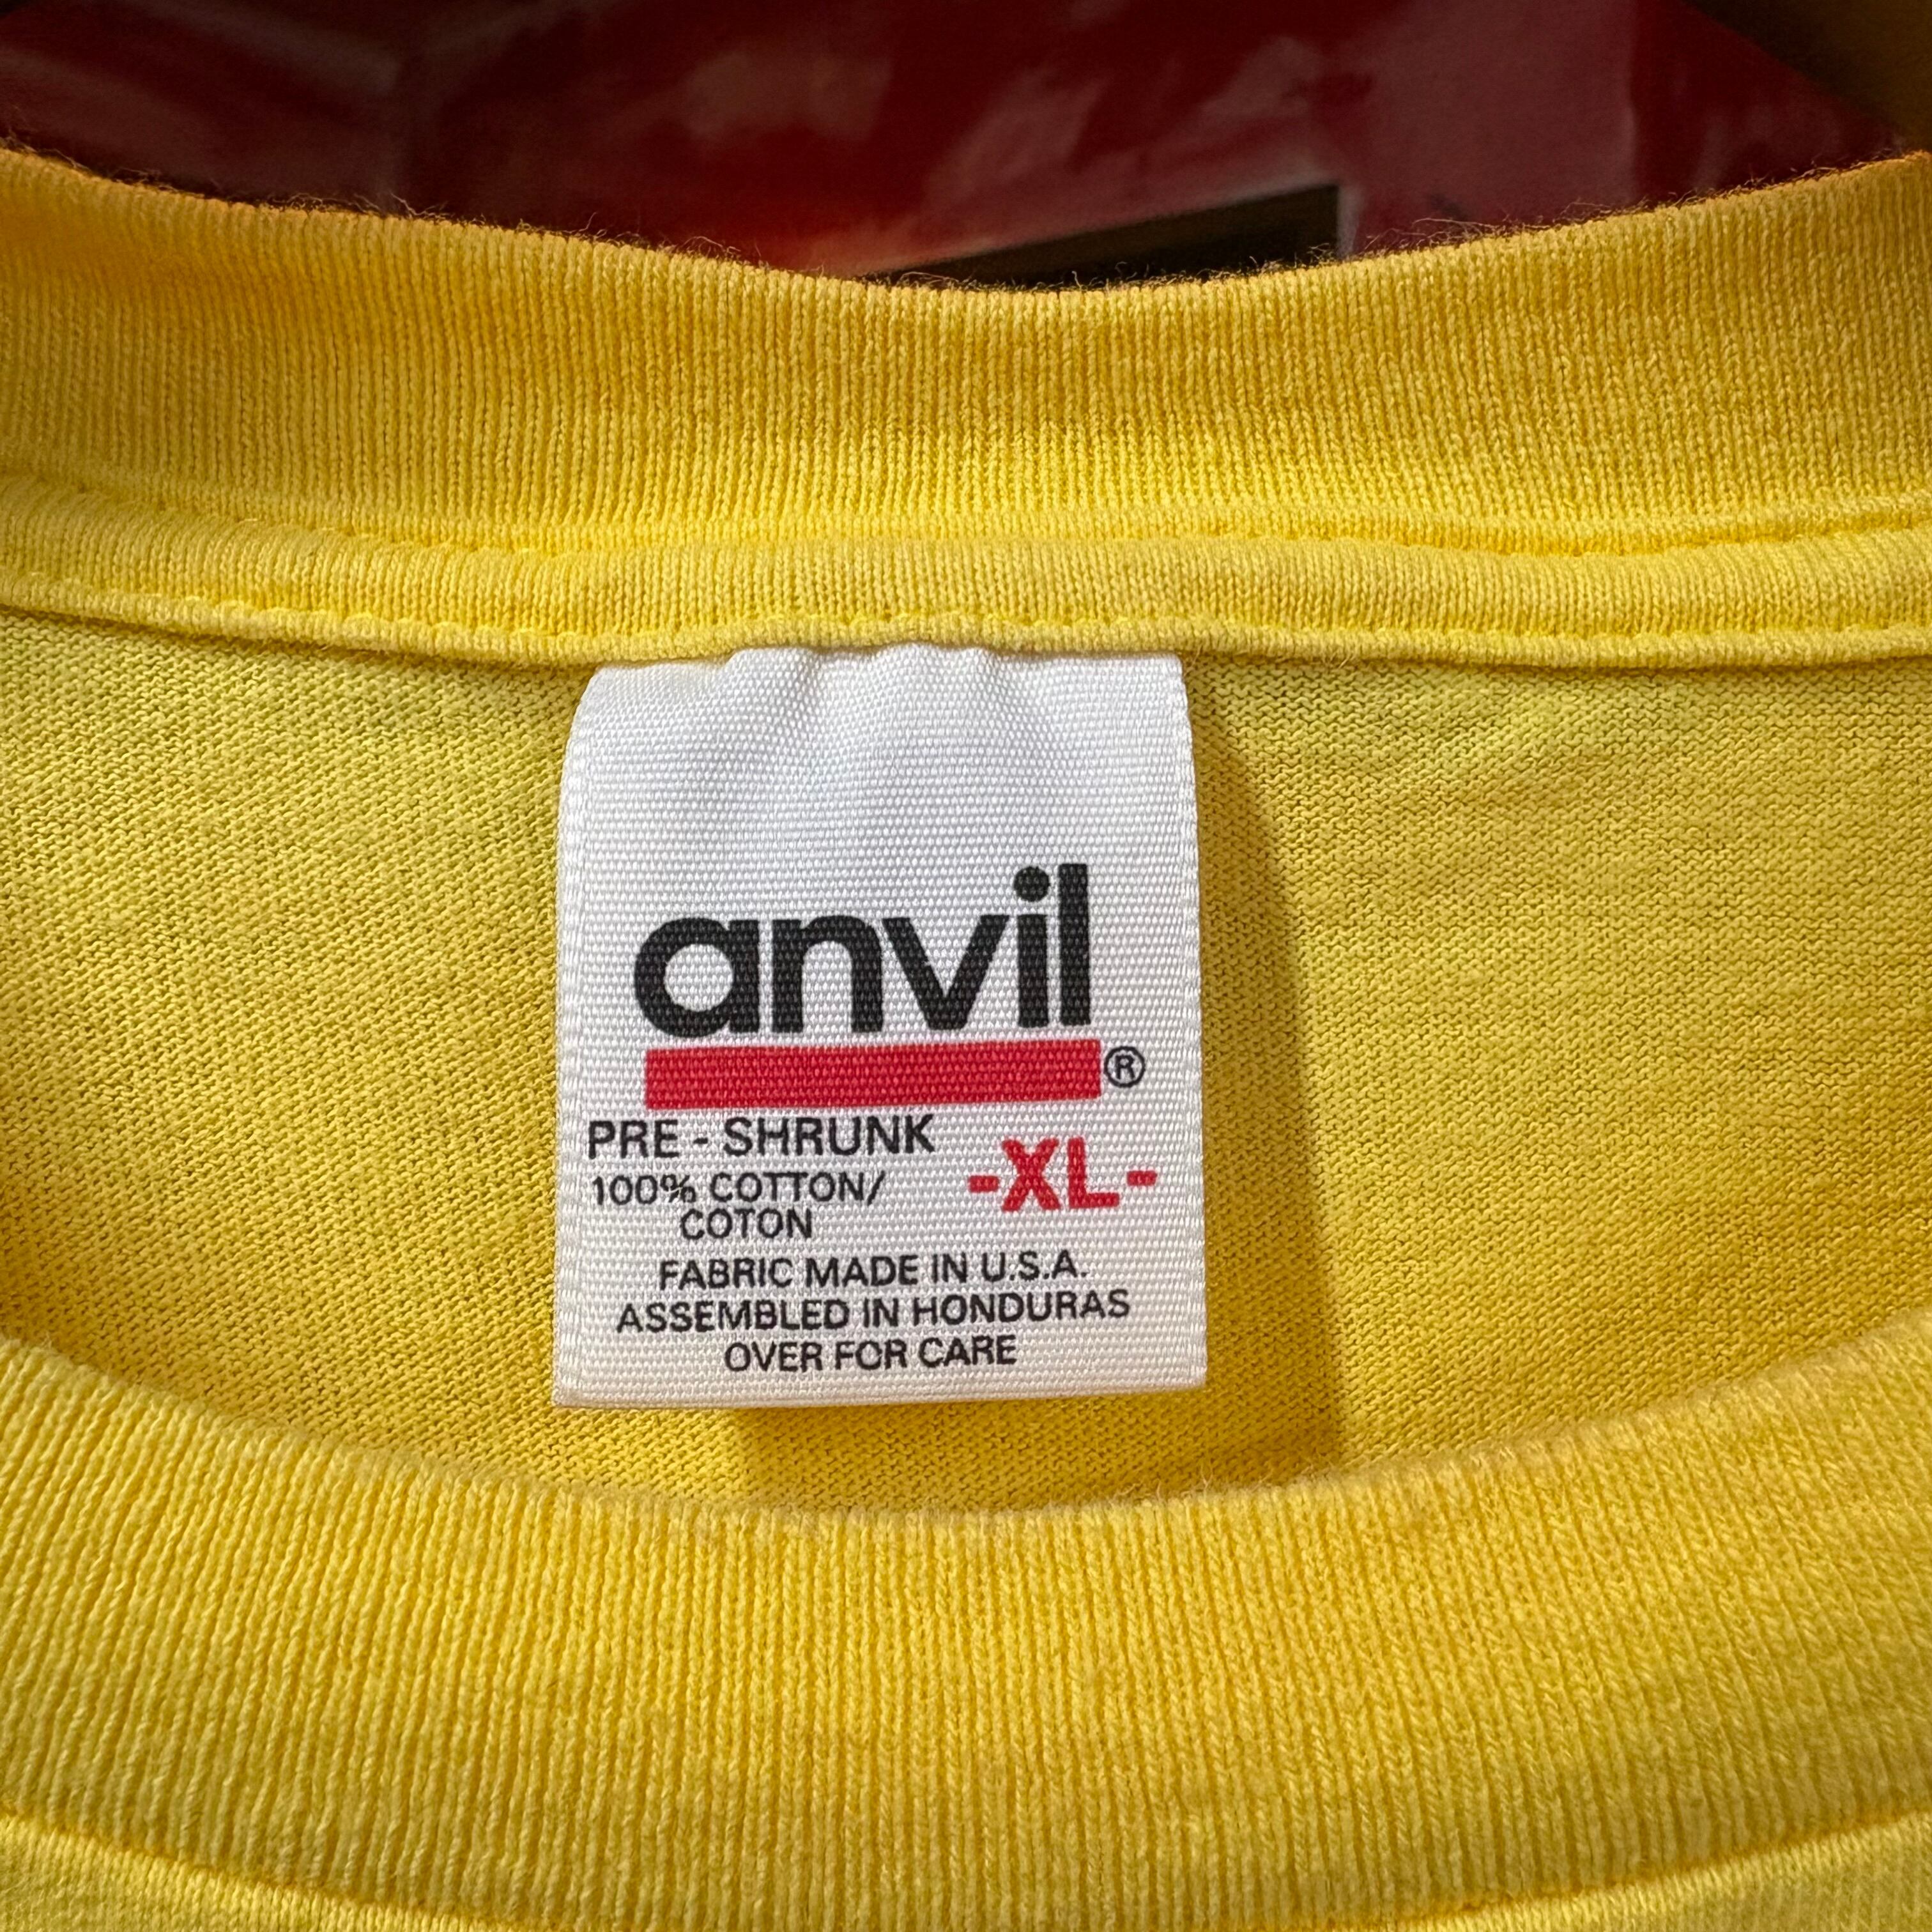 anvil®
PRE - SHRUNK
-XL-
100% COTTON/
COTON
FABRIC MADE IN U.S.A.
ASSEMBLED IN HONDURAS
OVER FOR CARE